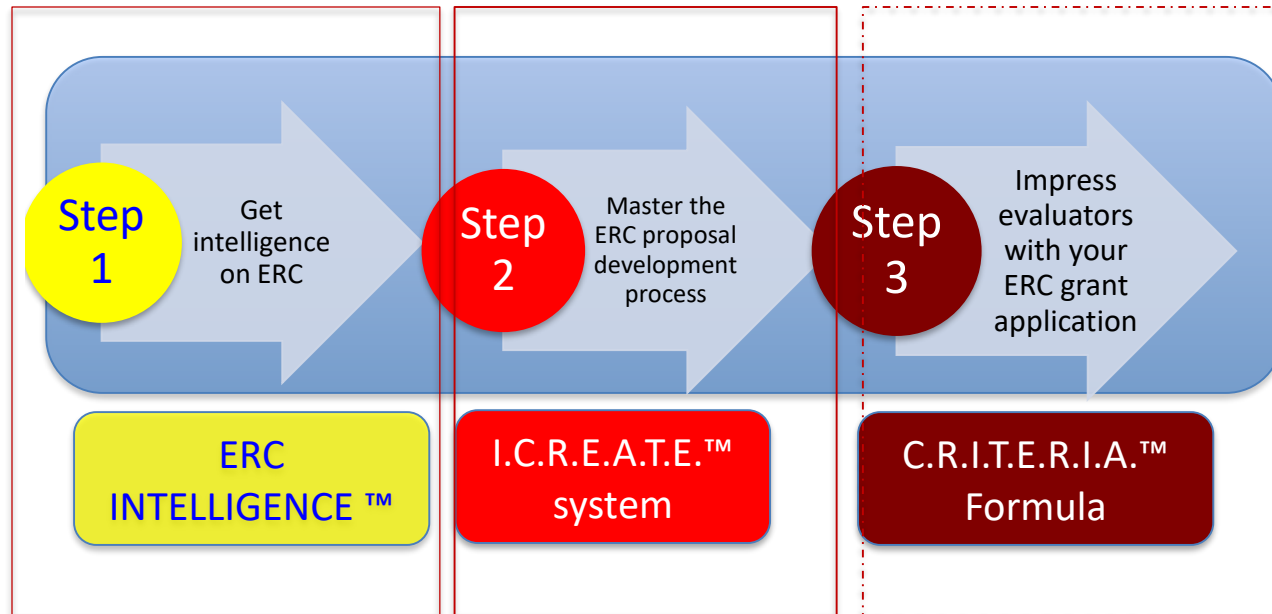 Step
1
Get
intelligence
on ERC
Step
2
Master the
ERC proposal
development
process
Step
3
Impress
evaluators
with your
ERC grant
application
ERC
INTELLIGENCE ™
I.C.R.E.A.T.E.™
system
C.R.I.T.E.R.I.A.™
Formula